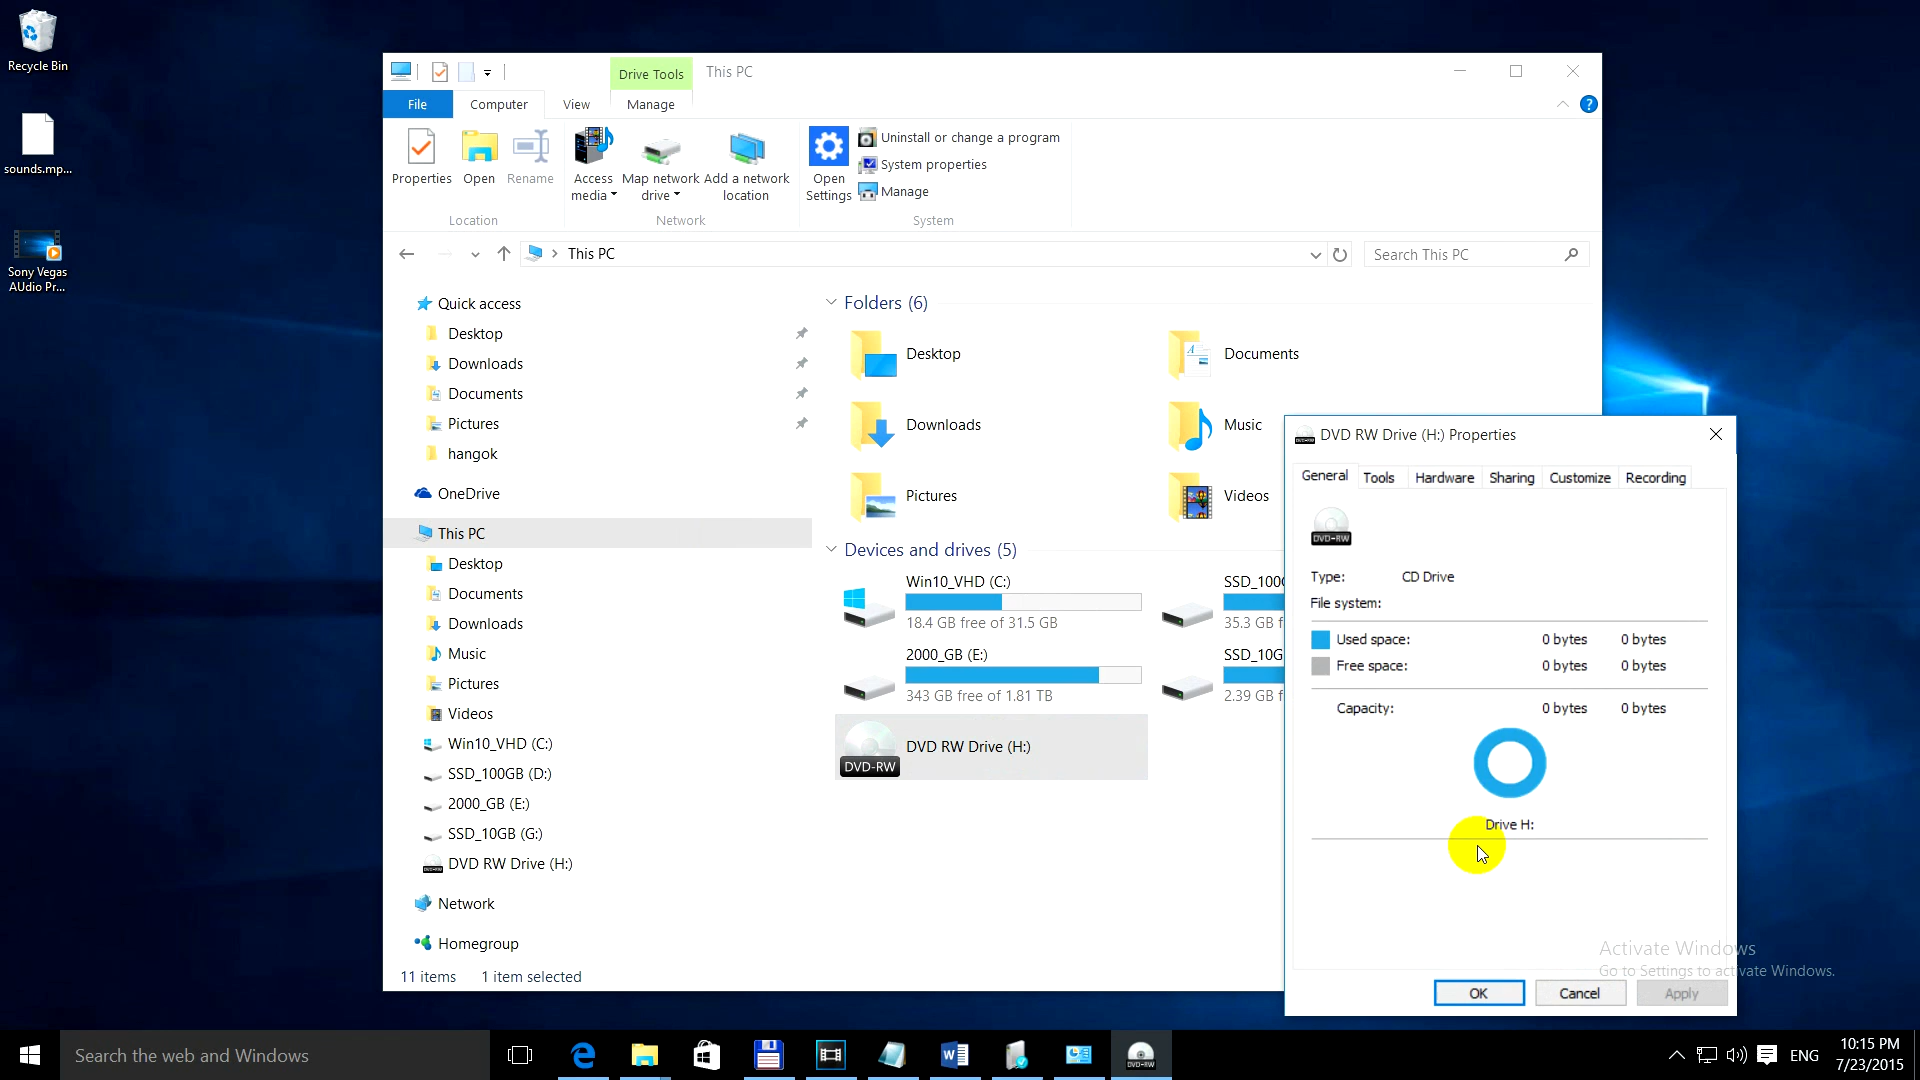 Recycle Bin
sounds.mp...
Sony Vegas
AUdio Pr...
Drive Tools
This PC
File
Computer
View
Manage
?
Properties
Open
Rename
Location
Access
media
Map network
drive
Add a network
location
Network
Open
Settings
Uninstall or change a program
System properties
Manage
System
This PC
Search This PC
Quick access
Desktop
Downloads
Documents
Pictures
hangok
OneDrive
This PC
Desktop
Documents
Downloads
Music
Pictures
Videos
Win10_VHD (C:)
SSD_100GB (D:)
2000_GB (E:)
SSD_10GB (G:)
DVD RW Drive (H:)
Network
Homegroup
11 items
1 item selected
Folders (6)
Desktop
Documents
Downloads
Music
Pictures
Videos
Devices and drives (5)
Win10_VHD (C:)
18.4 GB free of 31.5 GB
SSD_100
35.3 GB f
2000_GB (E:)
343 GB free of 1.81 TB
SSD_10G
2.39 GB f
DVD RW Drive (H:)
DVD-RW
DVD RW Drive (H:) Properties
General
Tools
Hardware
Sharing
Customize
Recording
DVD-RW
Type: CD Drive
File system:
Used space: 0 bytes 0 bytes
Free space: 0 bytes 0 bytes
Capacity: 0 bytes 0 bytes
Drive H:
OK
Cancel
Apply
Activate Windows
Go to Settings to activate Windows.
Search the web and Windows
DVD-RW
ENG
10:15 PM
7/23/2015